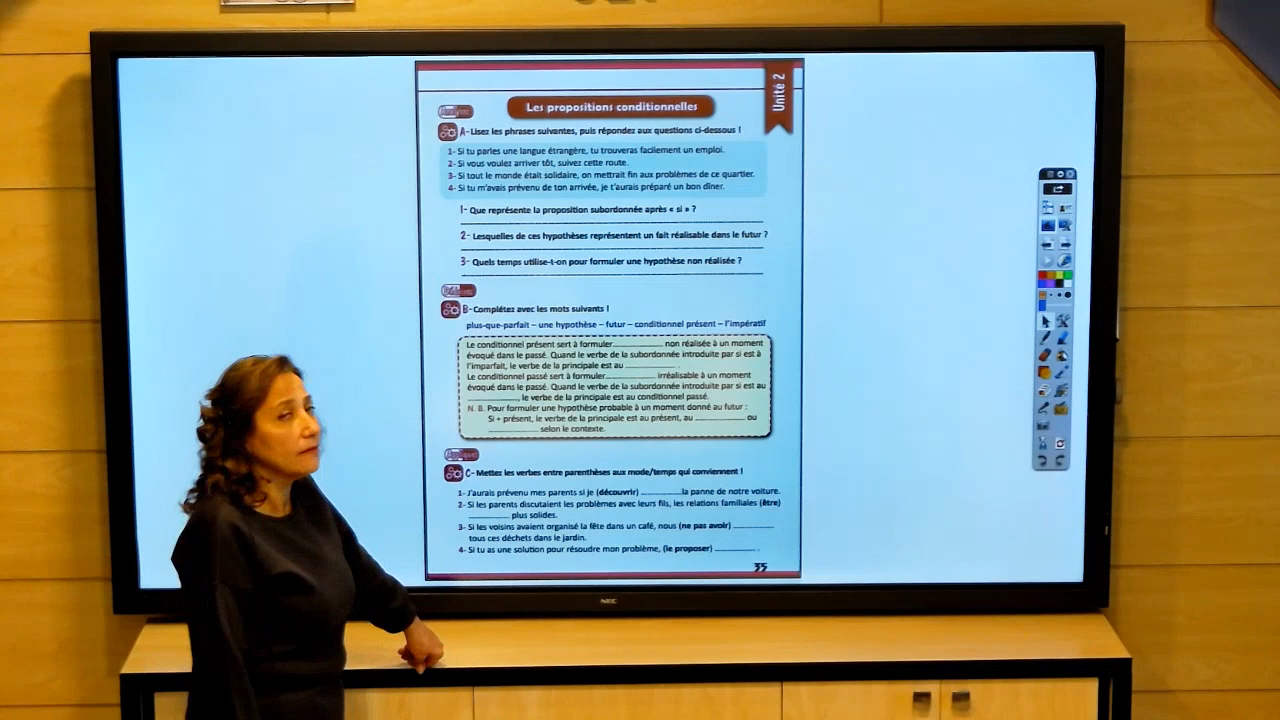 Unité 2
Les propositions conditionnelles
A- Lisez les phrases suivantes, puis répondez aux questions ci-dessous !
1- Si tu parles une langue étrangère, tu trouveras facilement un emploi.
2- Si vous voulez arriver tôt, suivez cette route.
3- Si tout le monde était solidaire, on mettrait fin aux problèmes de ce quartier.
4- Si tu m'avais prévenu de ton arrivée, je t'aurais préparé un bon dîner.
1- Que représente la proposition subordonnée après « si » ?
2- Lesquelles de ces hypothèses représentent un fait réalisable dans le futur ?
3- Quels temps utilise-t-on pour formuler une hypothèse non réalisée ?
B- Complétez avec les mots suivants !
plus-que-parfait – une hypothèse – futur – conditionnel présent – l'impératif
Le conditionnel présent sert à formuler__________ non réalisée à un moment
évoqué dans le passé. Quand le verbe de la subordonnée introduite par si est à
l'imparfait, le verbe de la principale est au __________ .
Le conditionnel passé sert à formuler__________ irréalisable à un moment
évoqué dans le passé. Quand le verbe de la subordonnée introduite par si est au
__________, le verbe de la principale est au conditionnel passé.
N. B. Pour formuler une hypothèse probable à un moment donné au futur :
Si + présent, le verbe de la principale est au présent, au __________ ou
__________ selon le contexte.
Appliquez
C- Mettez les verbes entre parenthèses aux mode/temps qui conviennent !
1- J'aurais prévenu mes parents si je (découvrir) ________la panne de notre voiture.
2- Si les parents discutaient les problèmes avec leurs fils, les relations familiales (être)
________ plus solides.
3- Si les voisins avaient organisé la fête dans un café, nous (ne pas avoir) ________
tous ces déchets dans le jardin.
4- Si tu as une solution pour résoudre mon problème, (le proposer) ________ .
35
NEC